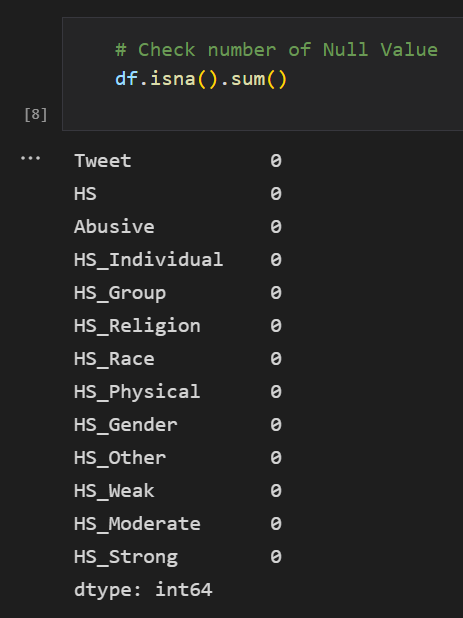 # Check number of Null Value
df.isna().sum()
[8]
...
Tweet 0
HS 0
Abusive 0
HS_Individual 0
HS_Group 0
HS_Religion 0
HS_Race 0
HS_Physical 0
HS_Gender 0
HS_Other 0
HS_Weak 0
HS_Moderate 0
HS_Strong 0
dtype: int64